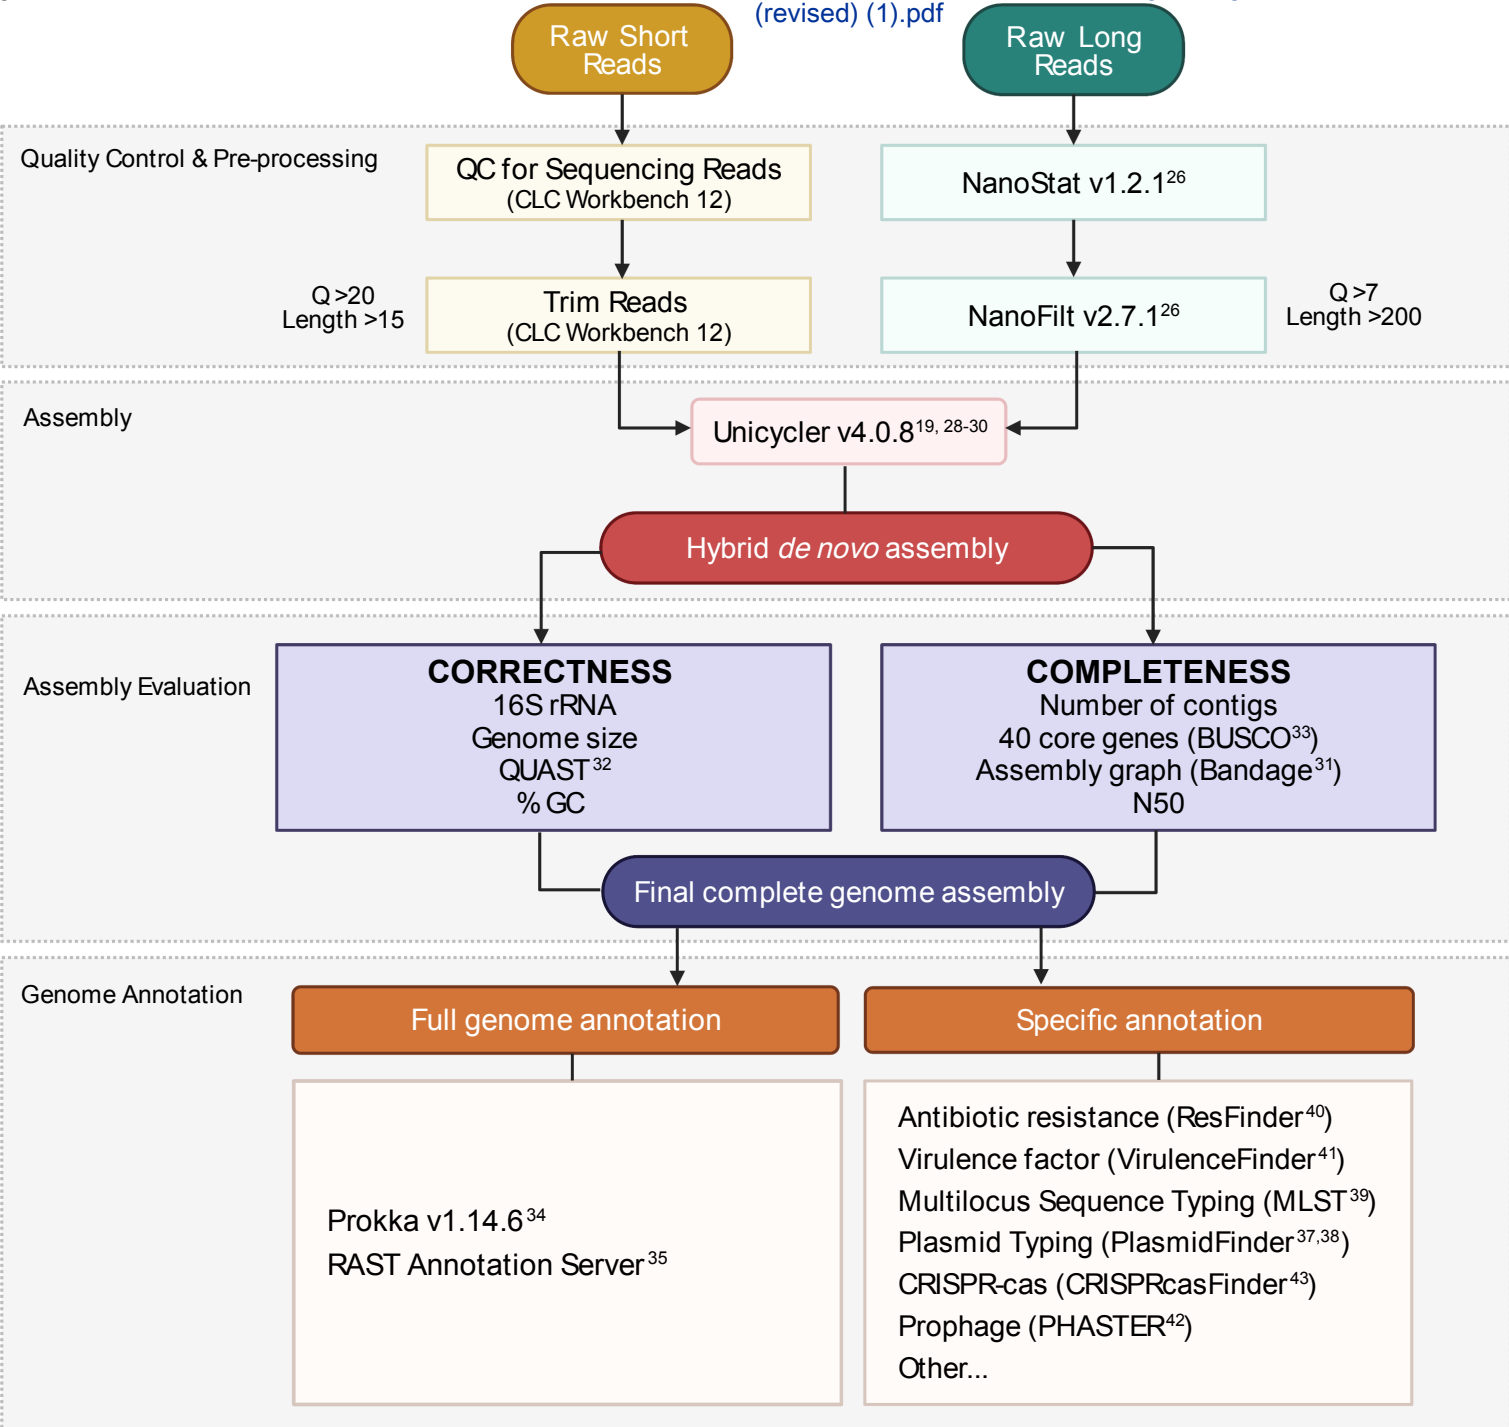 (revised) (1).pdf
Raw Short
Reads
Raw Long
Reads
Quality Control & Pre-processing
QC for Sequencing Reads
(CLC Workbench 12)
NanoStat v1.2.1²⁶
Q >20
Length >15
Trim Reads
(CLC Workbench 12)
NanoFilt v2.7.1²⁶
Q >7
Length >200
Assembly
Unicycler v4.0.8¹⁹, ²⁸⁻³⁰
Hybrid de novo assembly
Assembly Evaluation
CORRECTNESS
16S rRNA
Genome size
QUAST³²
% GC
COMPLETENESS
Number of contigs
40 core genes (BUSCO³³)
Assembly graph (Bandage³¹)
N50
Final complete genome assembly
Genome Annotation
Full genome annotation
Prokka v1.14.6³⁴
RAST Annotation Server³⁵
Specific annotation
Antibiotic resistance (ResFinder⁴⁰)
Virulence factor (VirulenceFinder⁴¹)
Multilocus Sequence Typing (MLST³⁹)
Plasmid Typing (PlasmidFinder³⁷,³⁸)
CRISPR-cas (CRISPRcasFinder⁴³)
Prophage (PHASTER⁴²)
Other...